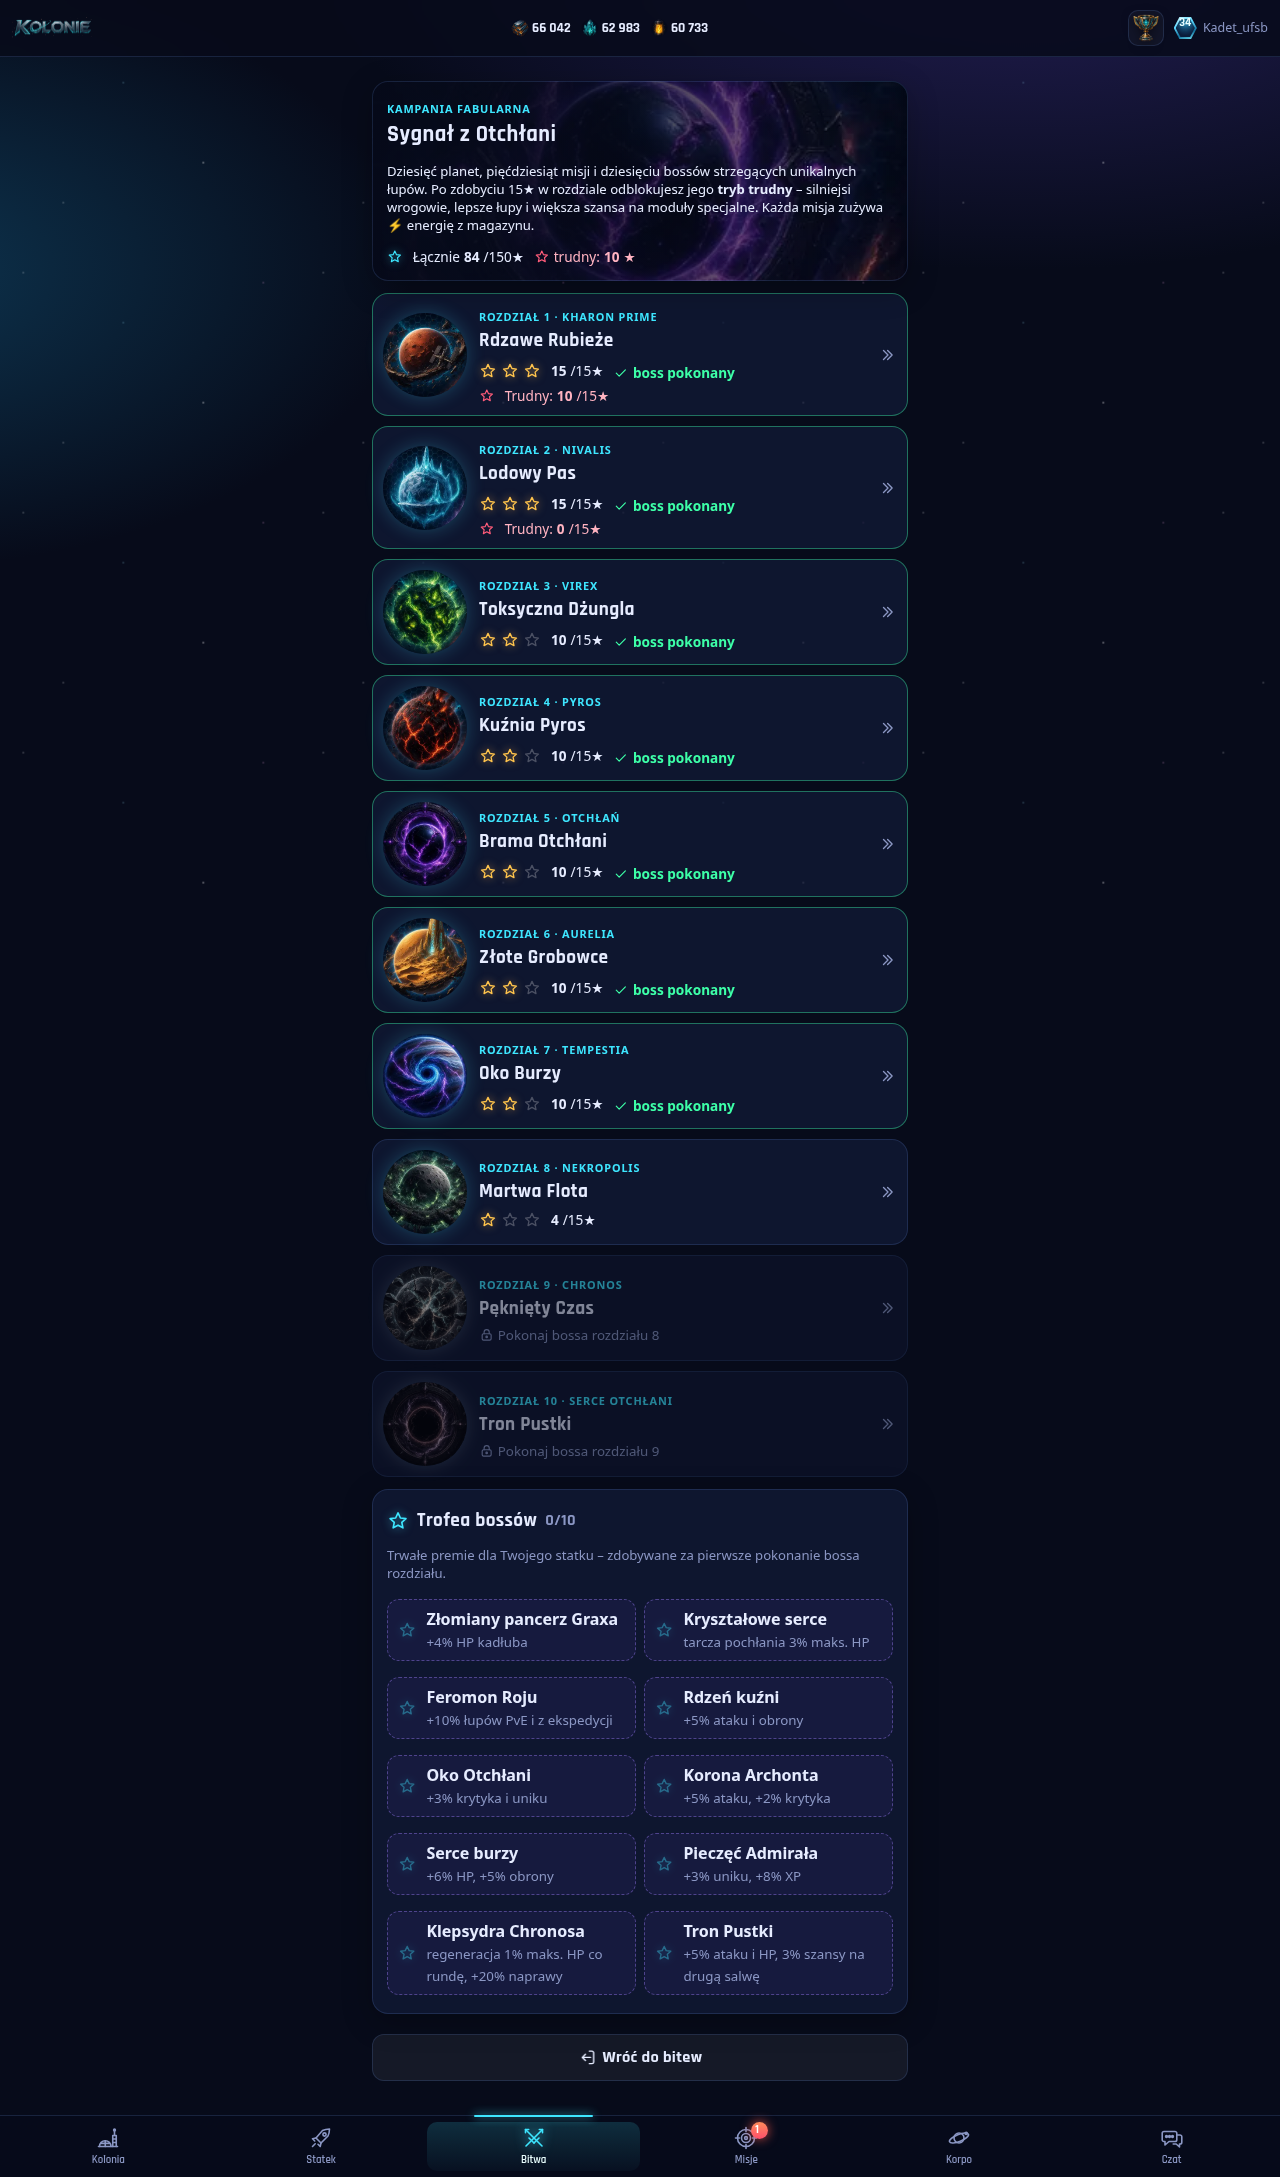 KOLONIE
66 042 62 983 60 733
34 Kadet_ufsb
KAMPANIA FABULARNA
Sygnał z Otchłani
Dziesięć planet, pięćdziesiąt misji i dziesięciu bossów strzegących unikalnych
łupów. Po zdobyciu 15★ w rozdziale odblokujesz jego tryb trudny – silniejsi
wrogowie, lepsze łupy i większa szansa na moduły specjalne. Każda misja zużywa
⚡ energię z magazynu.
Łącznie 84 /150★ trudny: 10 ★
ROZDZIAŁ 1 · KHARON PRIME
Rdzawe Rubieże
15 /15★ boss pokonany
Trudny: 10 /15★
ROZDZIAŁ 2 · NIVALIS
Lodowy Pas
15 /15★ boss pokonany
Trudny: 0 /15★
ROZDZIAŁ 3 · VIREX
Toksyczna Dżungla
10 /15★ boss pokonany
ROZDZIAŁ 4 · PYROS
Kuźnia Pyros
10 /15★ boss pokonany
ROZDZIAŁ 5 · OTCHŁAŃ
Brama Otchłani
10 /15★ boss pokonany
ROZDZIAŁ 6 · AURELIA
Złote Grobowce
10 /15★ boss pokonany
ROZDZIAŁ 7 · TEMPESTIA
Oko Burzy
10 /15★ boss pokonany
ROZDZIAŁ 8 · NEKROPOLIS
Martwa Flota
4 /15★
ROZDZIAŁ 9 · CHRONOS
Pęknięty Czas
Pokonaj bossa rozdziału 8
ROZDZIAŁ 10 · SERCE OTCHŁANI
Tron Pustki
Pokonaj bossa rozdziału 9
Trofea bossów 0/10
Trwałe premie dla Twojego statku – zdobywane za pierwsze pokonanie bossa
rozdziału.
Złomiany pancerz Graxa
+4% HP kadłuba
Kryształowe serce
tarcza pochłania 3% maks. HP
Feromon Roju
+10% łupów PvE i z ekspedycji
Rdzeń kuźni
+5% ataku i obrony
Oko Otchłani
+3% krytyka i uniku
Korona Archonta
+5% ataku, +2% krytyka
Serce burzy
+6% HP, +5% obrony
Pieczęć Admirała
+3% uniku, +8% XP
Klepsydra Chronosa
regeneracja 1% maks. HP co
rundę, +20% naprawy
Tron Pustki
+5% ataku i HP, 3% szansy na
drugą salwę
Wróć do bitew
1
Kolonia Statek Bitwa Misje Korpo Czat